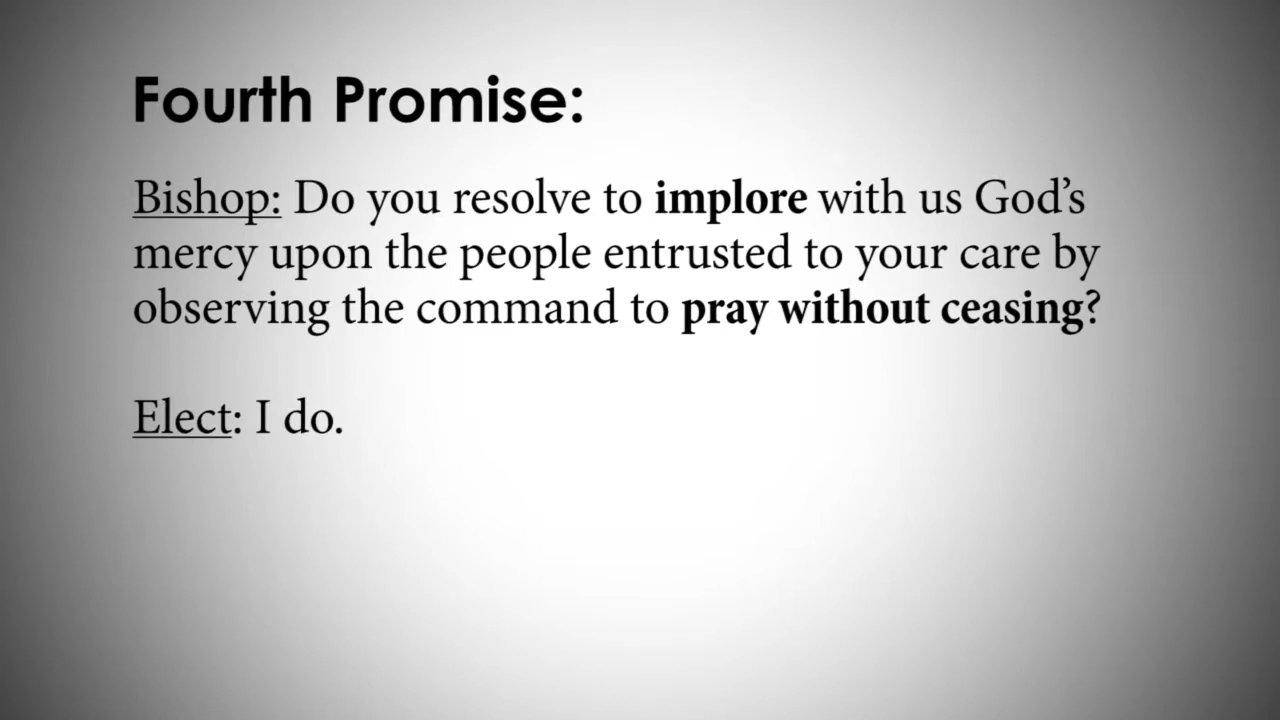 Fourth Promise:
Bishop: Do you resolve to implore with us God’s
mercy upon the people entrusted to your care by
observing the command to pray without ceasing?
Elect: I do.